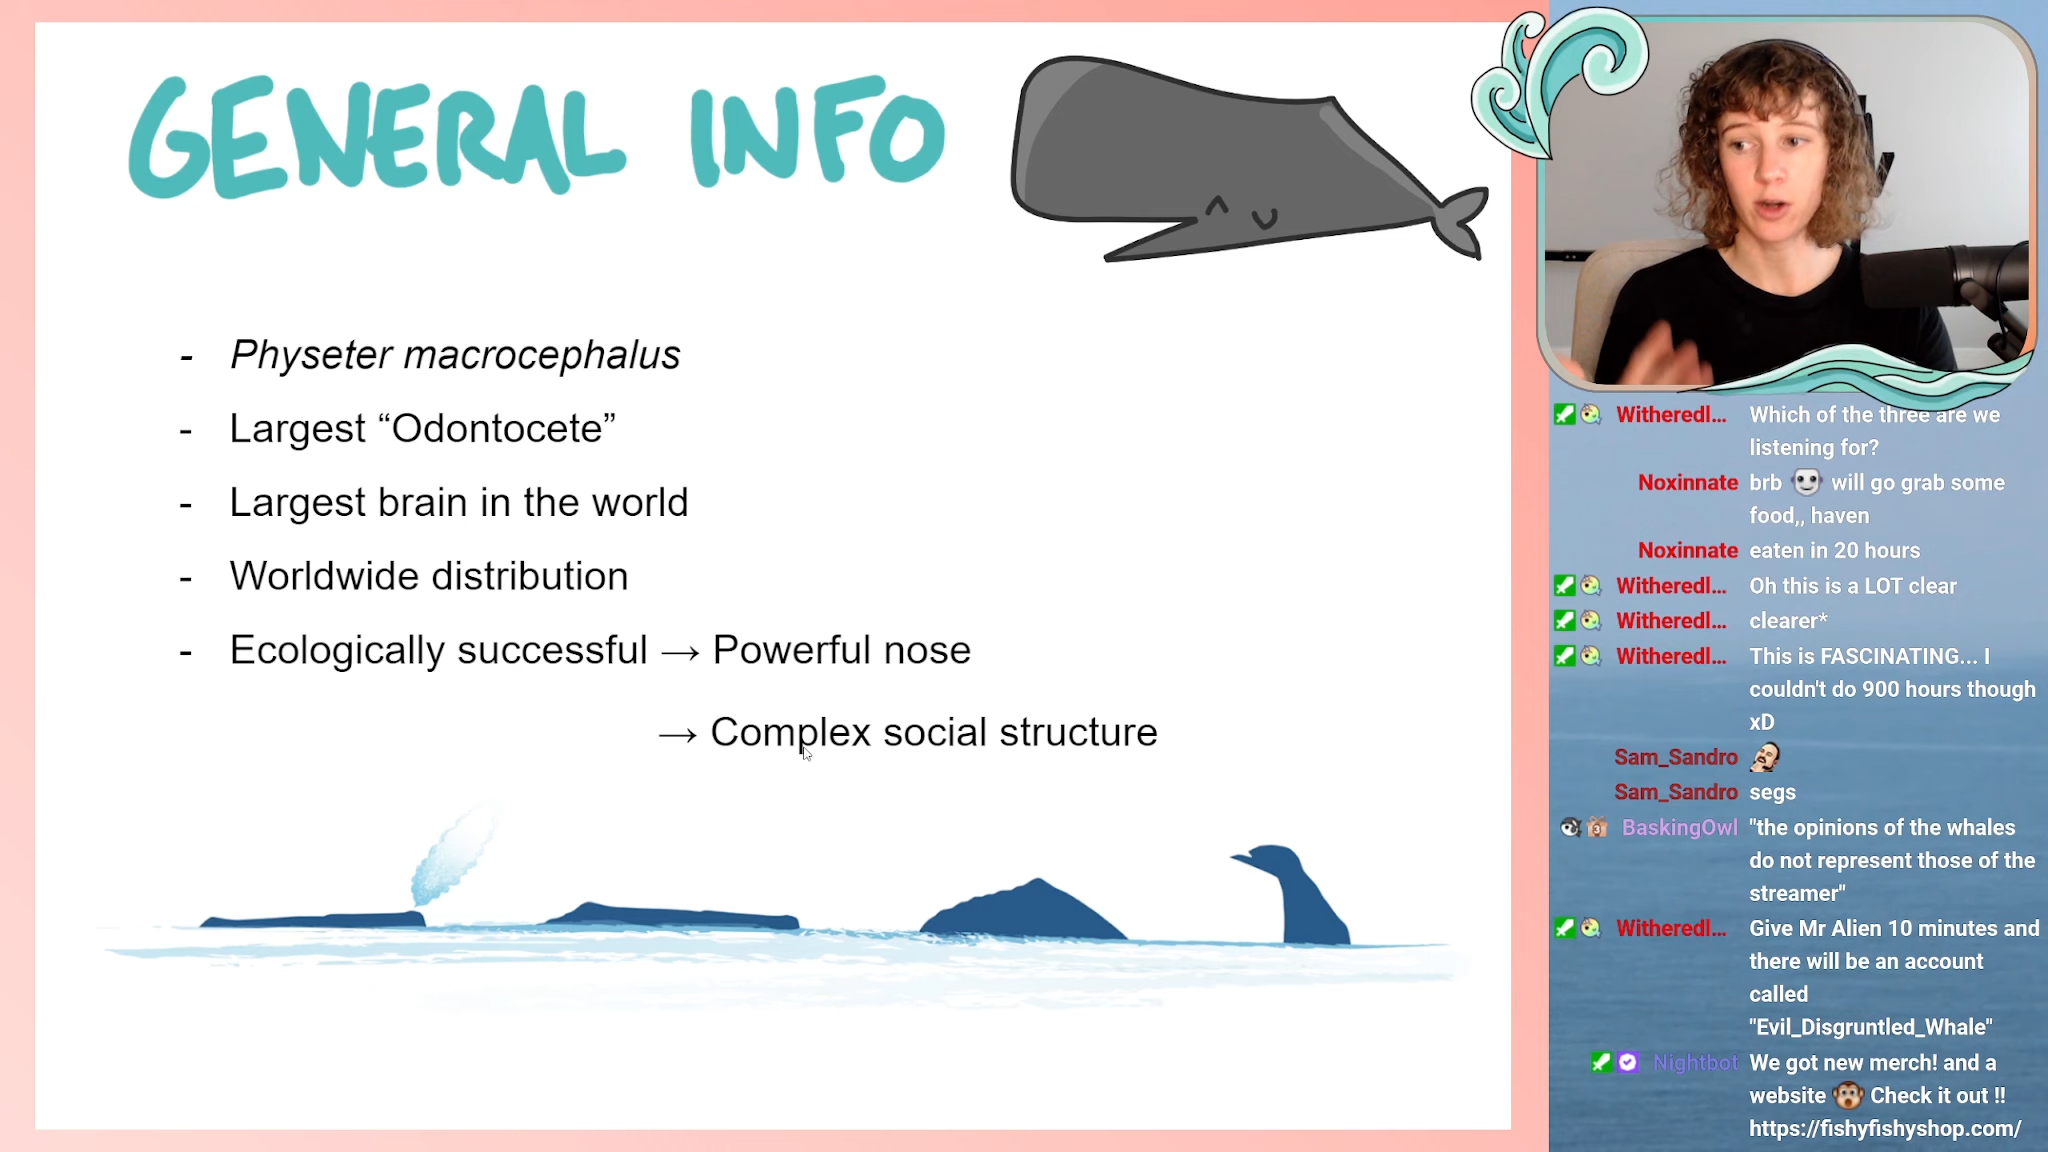 GENERAL INFO
- Physeter macrocephalus
- Largest “Odontocete”
- Largest brain in the world
- Worldwide distribution
- Ecologically successful → Powerful nose
→ Complex social structure
Witheredl... Which of the three are we
listening for?
Noxinnate brb will go grab some
food,, haven
Noxinnate eaten in 20 hours
Witheredl... Oh this is a LOT clear
Witheredl... clearer*
Witheredl... This is FASCINATING... I
couldn't do 900 hours though
xD
Sam_Sandro
Sam_Sandro segs
BaskingOwl "the opinions of the whales
do not represent those of the
streamer"
Witheredl... Give Mr Alien 10 minutes and
there will be an account
called
"Evil_Disgruntled_Whale"
Nightbot We got new merch! and a
website Check it out !!
https://fishyfishyshop.com/